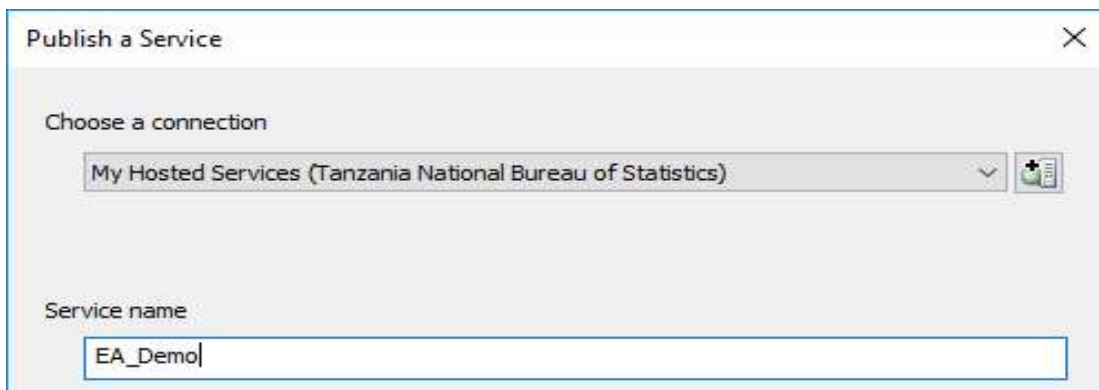 Publish a Service
Choose a connection
My Hosted Services (Tanzania National Bureau of Statistics)
Service name
EA_Demo